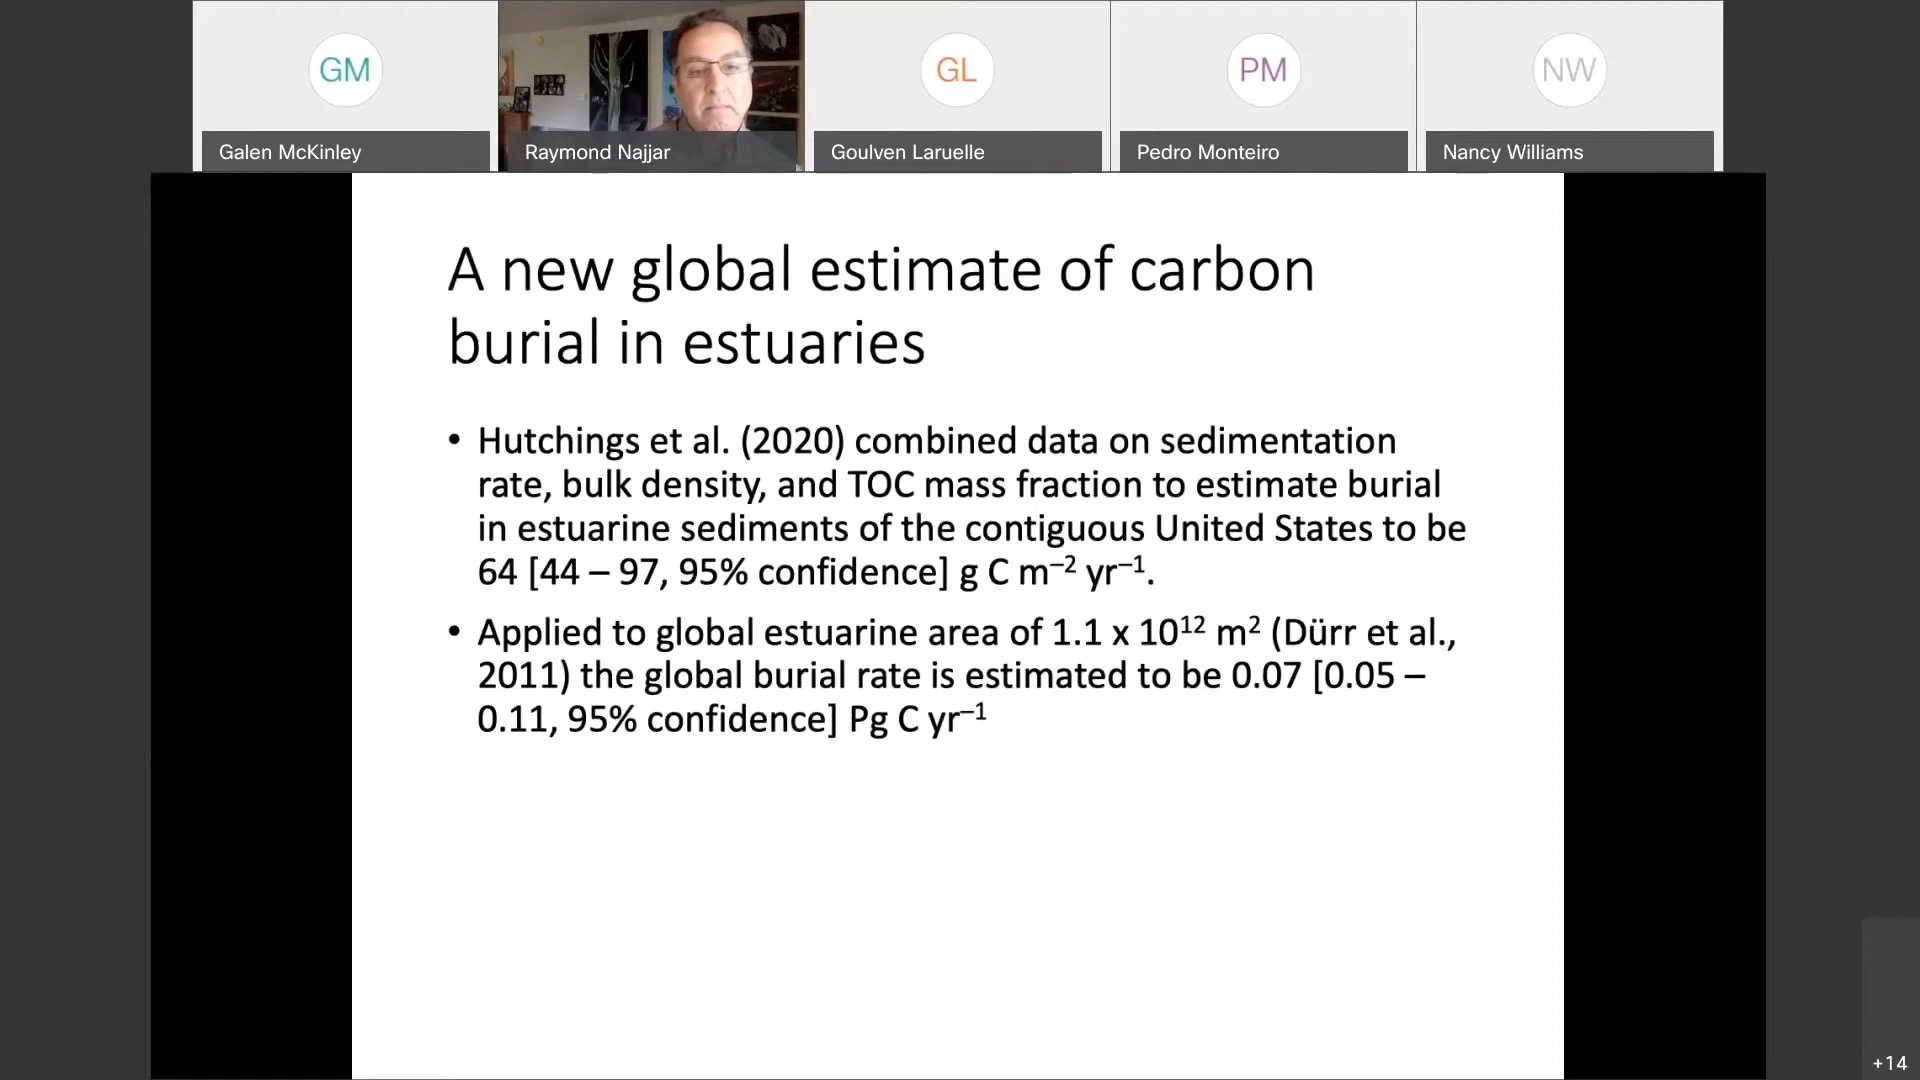 GM
GL
PM
NW
Galen McKinley
Raymond Najjar
Goulven Laruelle
Pedro Monteiro
Nancy Williams
A new global estimate of carbon
burial in estuaries
• Hutchings et al. (2020) combined data on sedimentation
rate, bulk density, and TOC mass fraction to estimate burial
in estuarine sediments of the contiguous United States to be
64 [44 – 97, 95% confidence] g C m⁻² yr⁻¹.
• Applied to global estuarine area of 1.1 x 10¹² m² (Dürr et al.,
2011) the global burial rate is estimated to be 0.07 [0.05 –
0.11, 95% confidence] Pg C yr⁻¹
+14